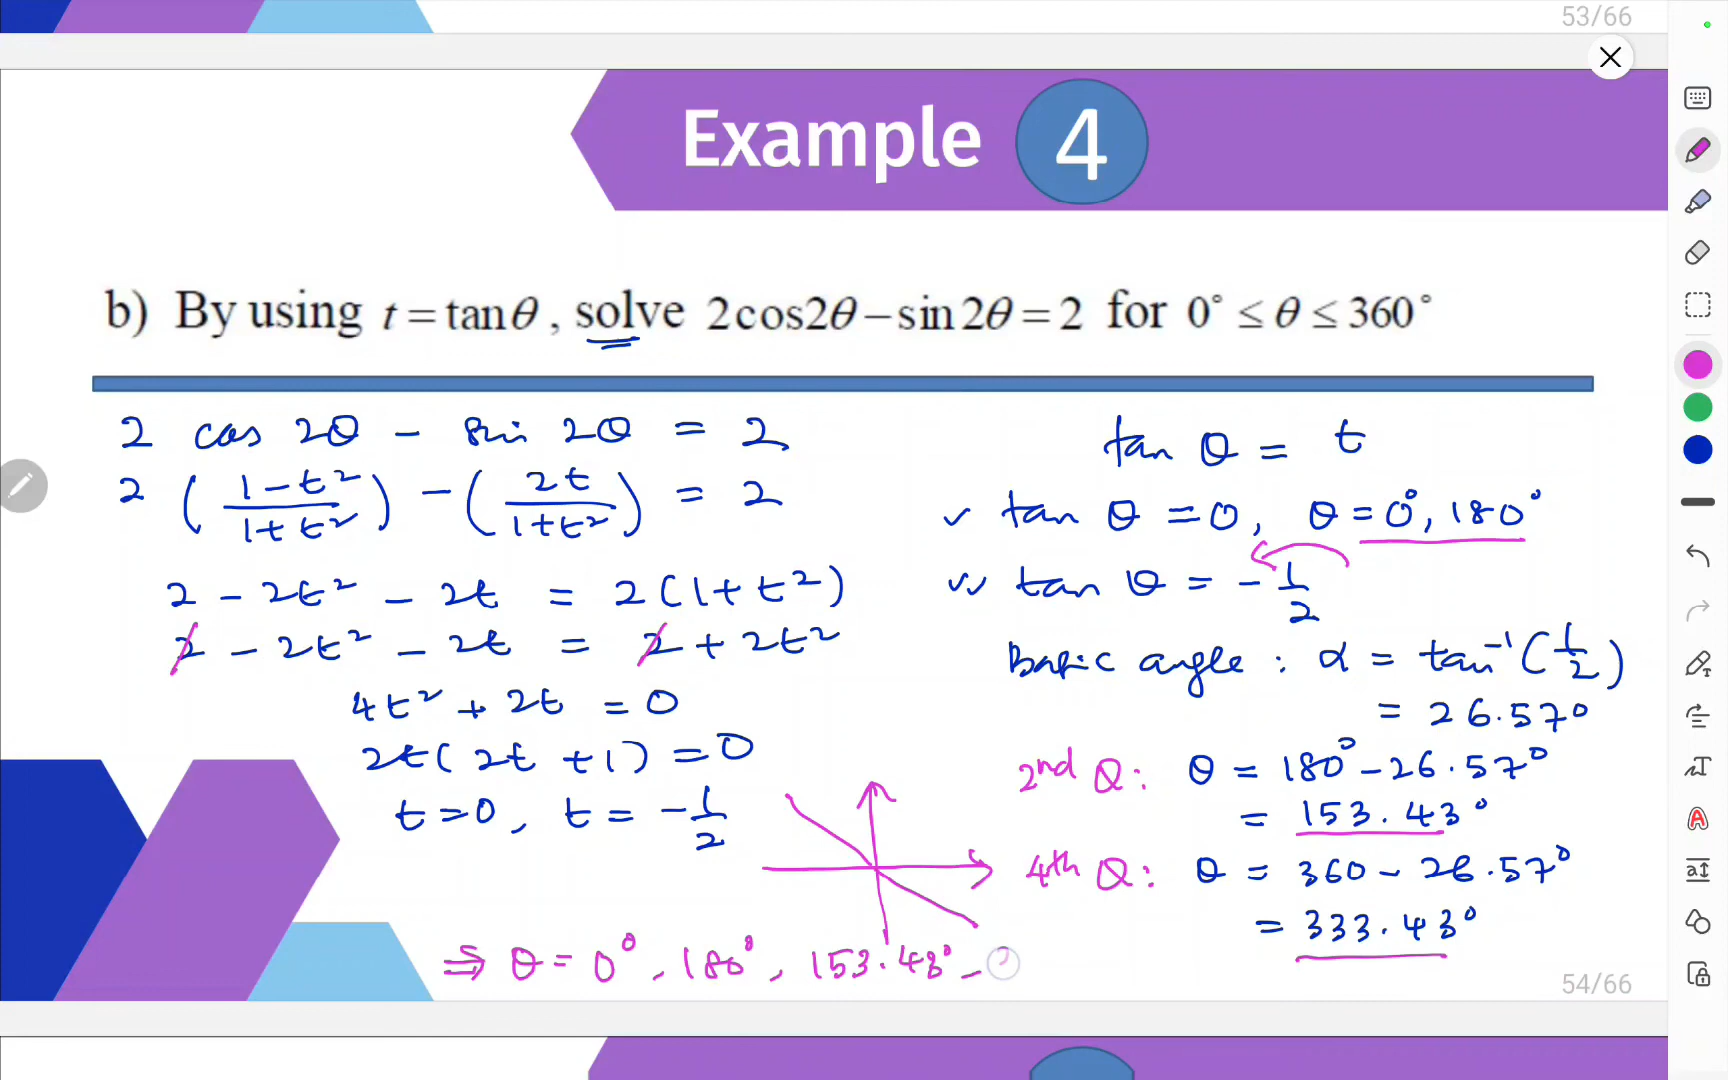 53/66
Example 4
b) By using t = tanθ, solve 2cos2θ − sin2θ = 2 for 0° ≤ θ ≤ 360°
2 cos 2θ − sin 2θ = 2
2 ( (1−t²)/(1+t²) ) − ( 2t/(1+t²) ) = 2
2 − 2t² − 2t = 2(1+t²)
2 − 2t² − 2t = 2 + 2t²
4t² + 2t = 0
2t(2t+1) = 0
t=0, t = −1/2
tan θ = t
tan θ = 0, θ = 0°, 180°
tan θ = −1/2
Basic angle : α = tan⁻¹(1/2)
= 26.57°
2nd Q: θ = 180° − 26.57°
= 153.43°
4th Q: θ = 360 − 26.57°
= 333.43°
⇒ θ = 0°, 180°, 153.43°,
54/66